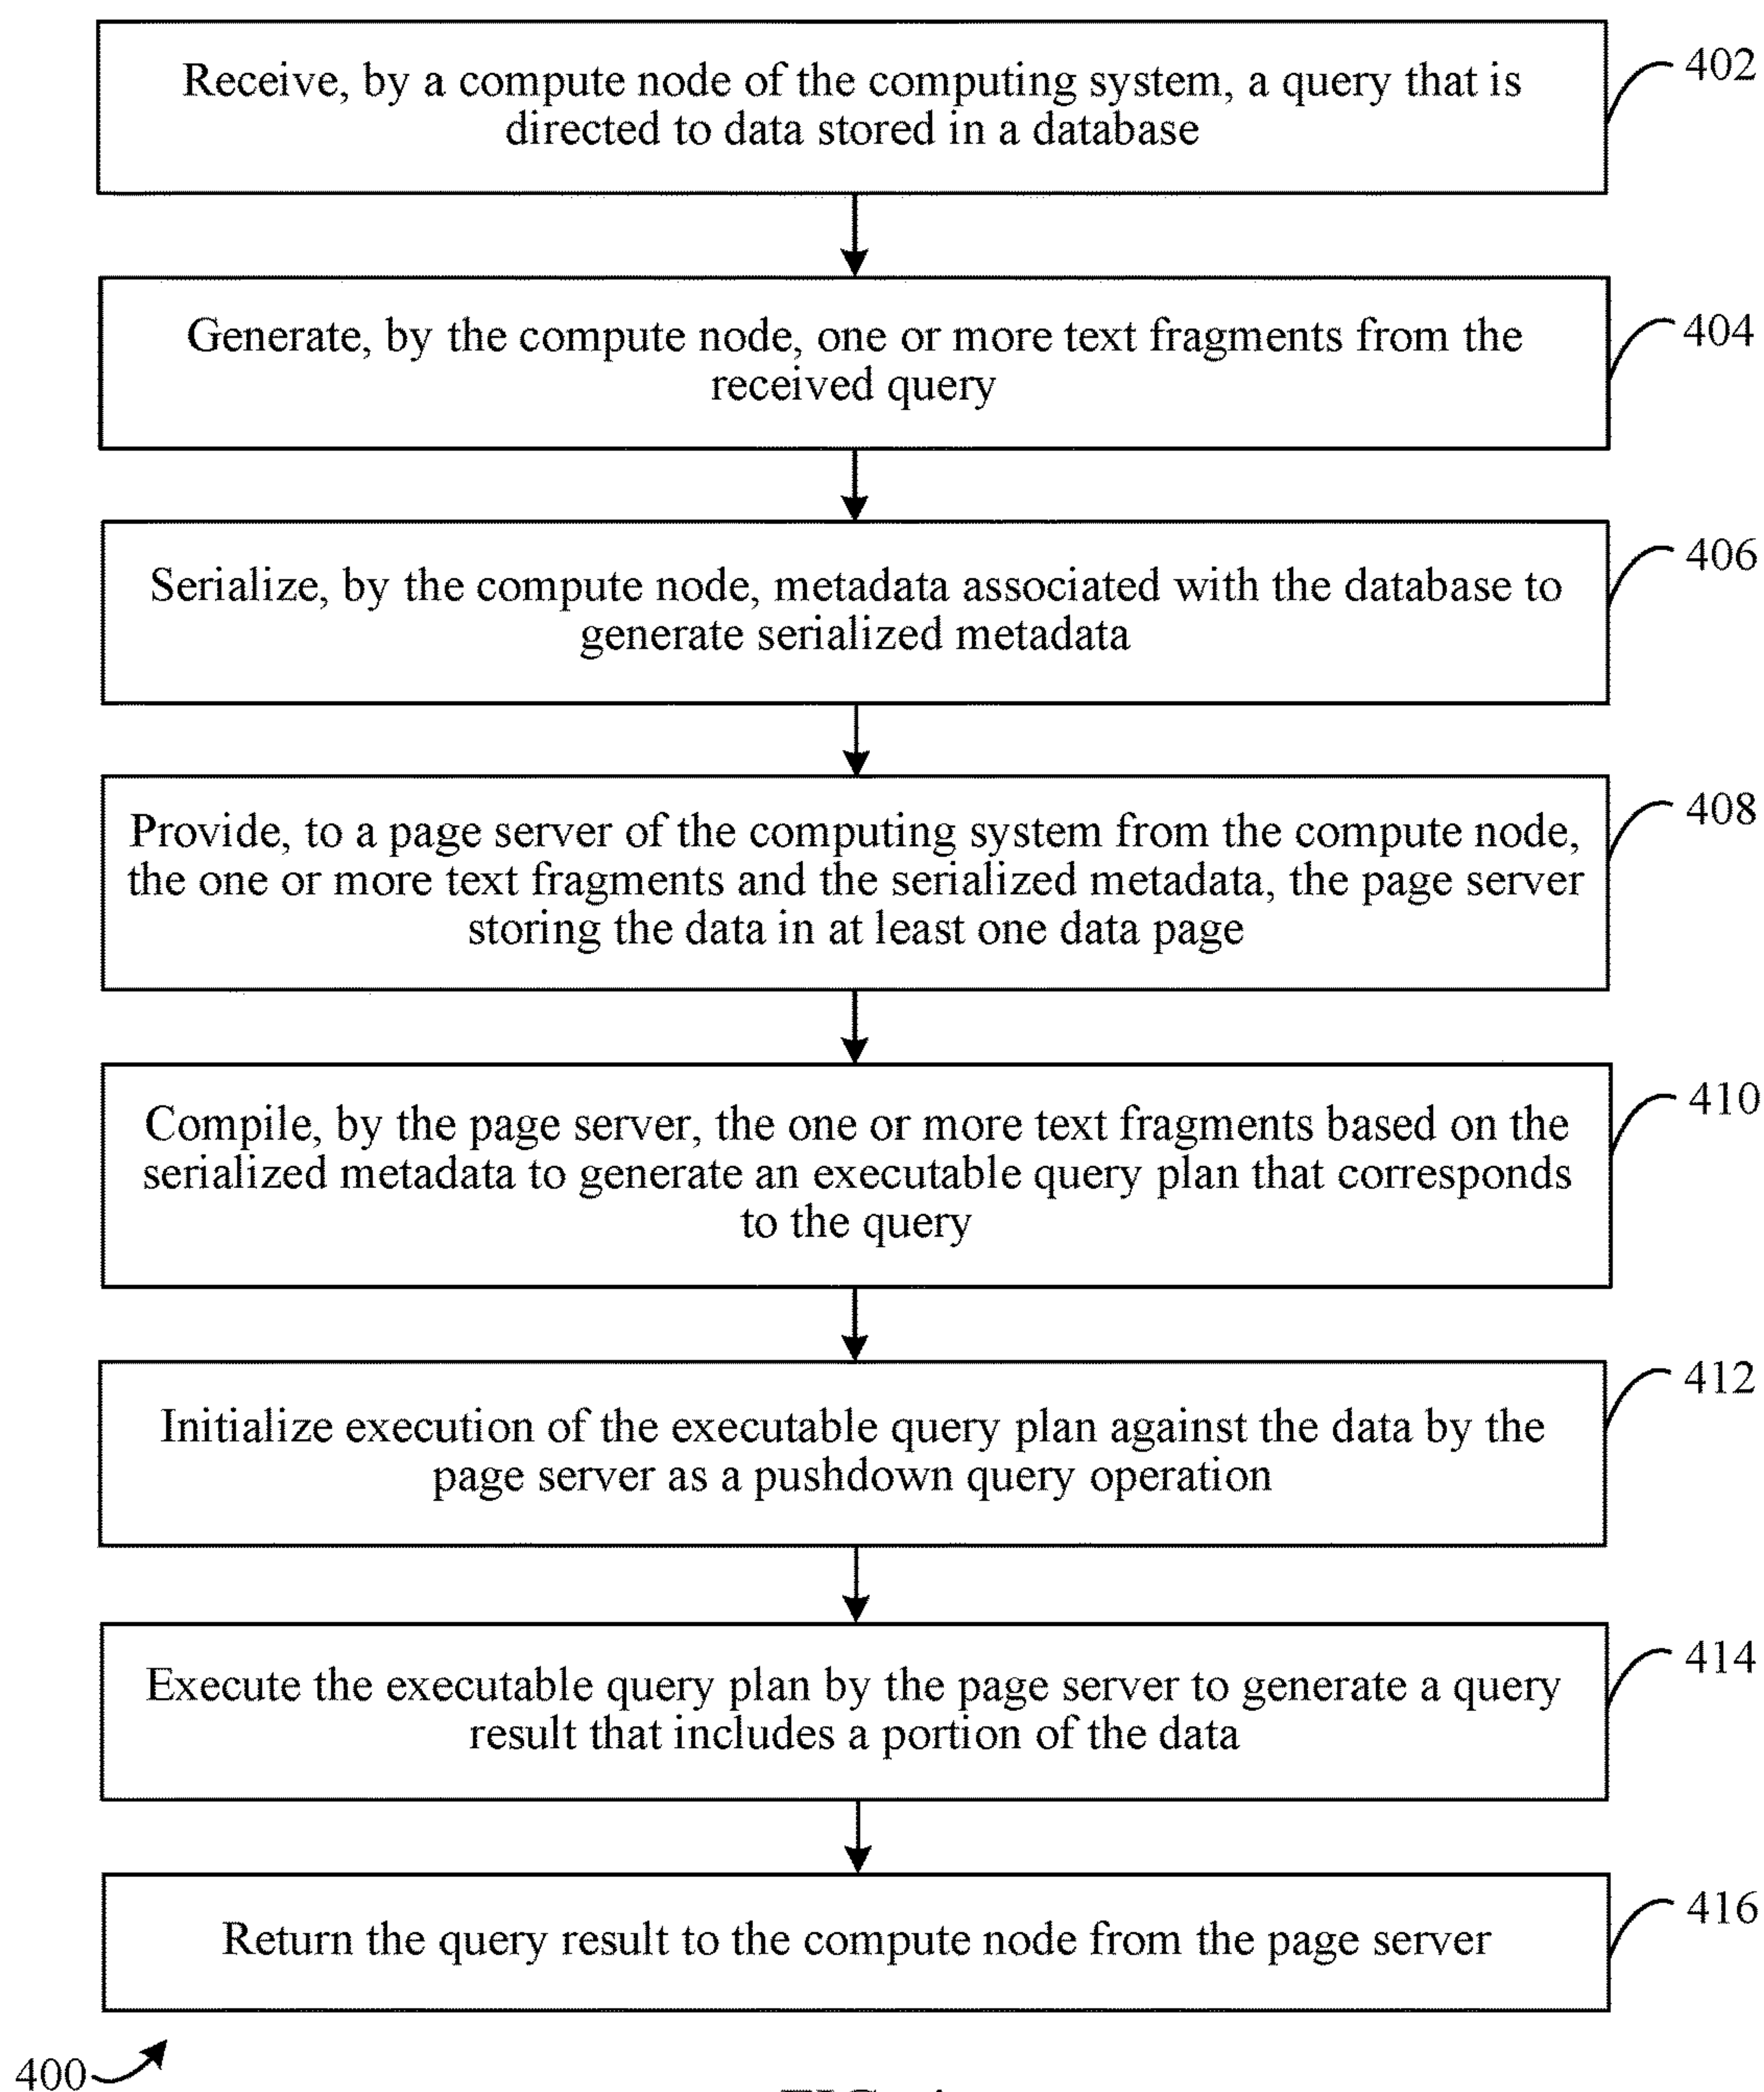 Receive, by a compute node of the computing system, a query that is
directed to data stored in a database
402
Generate, by the compute node, one or more text fragments from the
received query
404
Serialize, by the compute node, metadata associated with the database to
generate serialized metadata
406
Provide, to a page server of the computing system from the compute node,
the one or more text fragments and the serialized metadata, the page server
storing the data in at least one data page
408
Compile, by the page server, the one or more text fragments based on the
serialized metadata to generate an executable query plan that corresponds
to the query
410
Initialize execution of the executable query plan against the data by the
page server as a pushdown query operation
412
Execute the executable query plan by the page server to generate a query
result that includes a portion of the data
414
Return the query result to the compute node from the page server
416
400